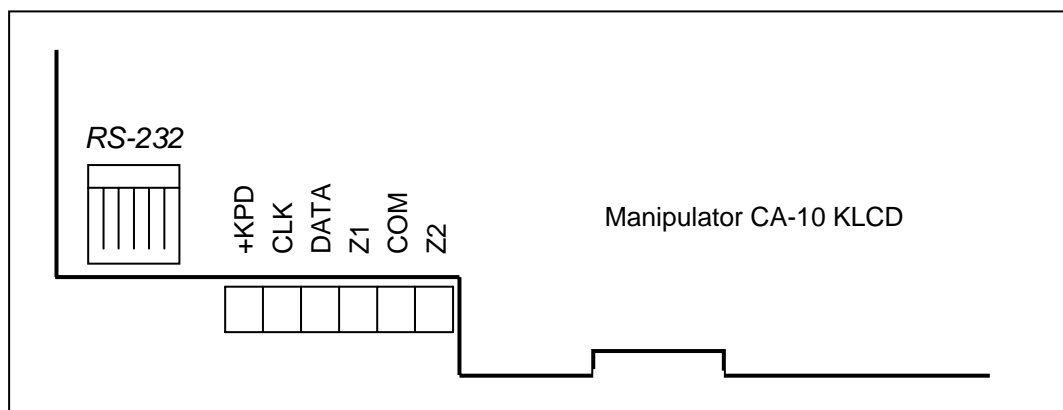 RS-232
+KPD
CLK
DATA
Z1
COM
Z2
Manipulator CA-10 KLCD